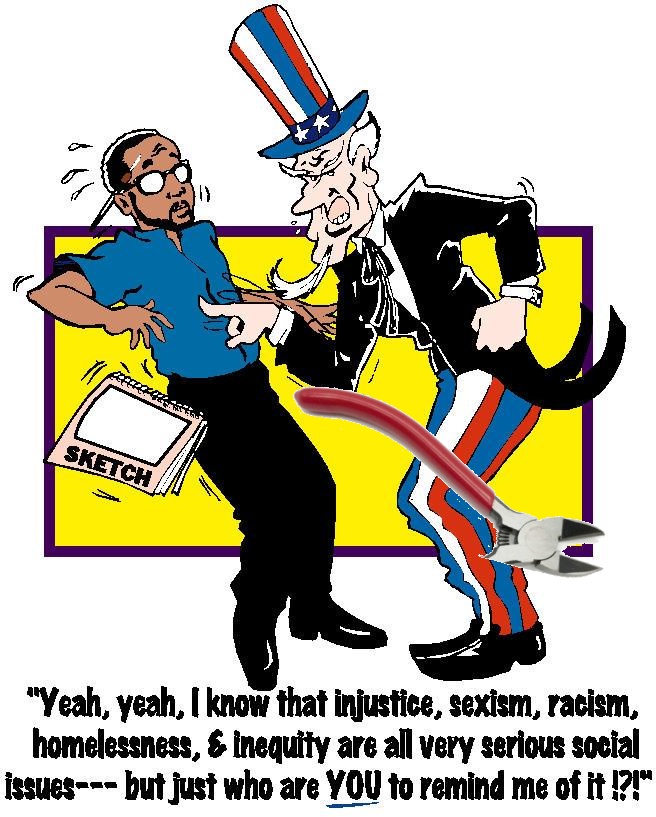 SKETCH
"Yeah, yeah, I know that injustice, sexism, racism,
homelessness, & inequity are all very serious social
issues--- but just who are YOU to remind me of it !?!"